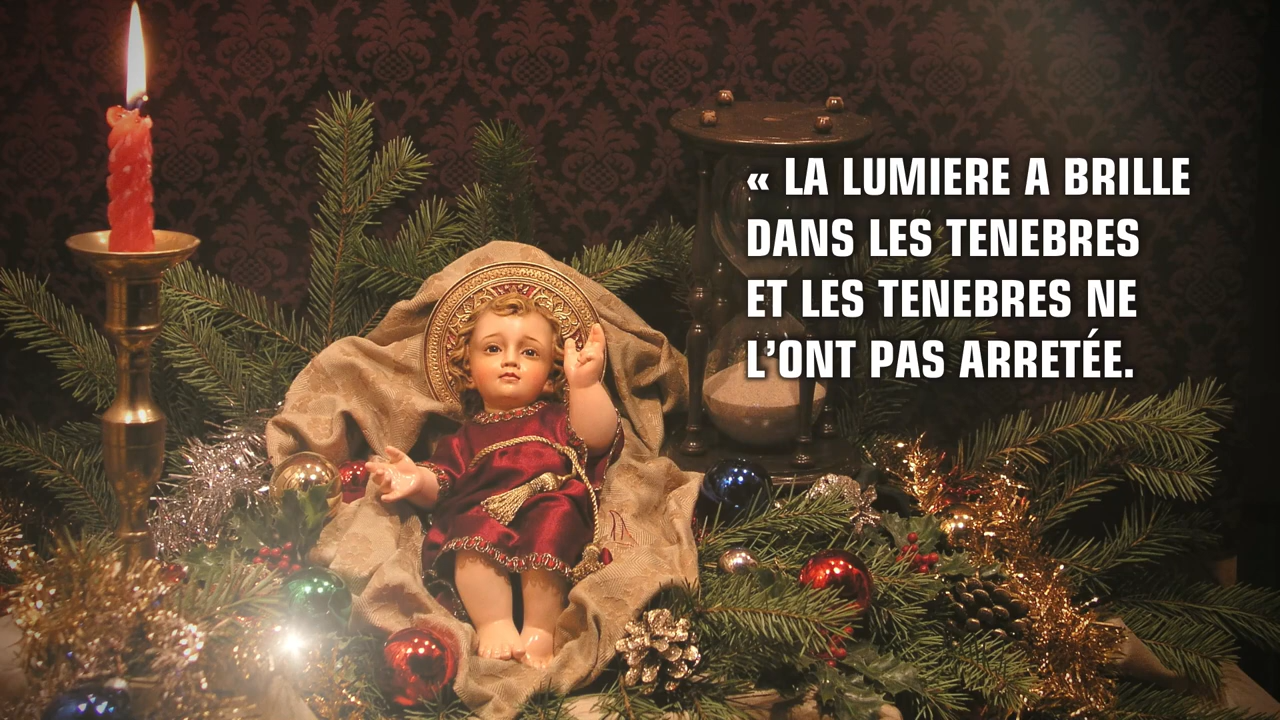 « LA LUMIERE A BRILLE
DANS LES TENEBRES
ET LES TENEBRES NE
L’ONT PAS ARRETÉE.